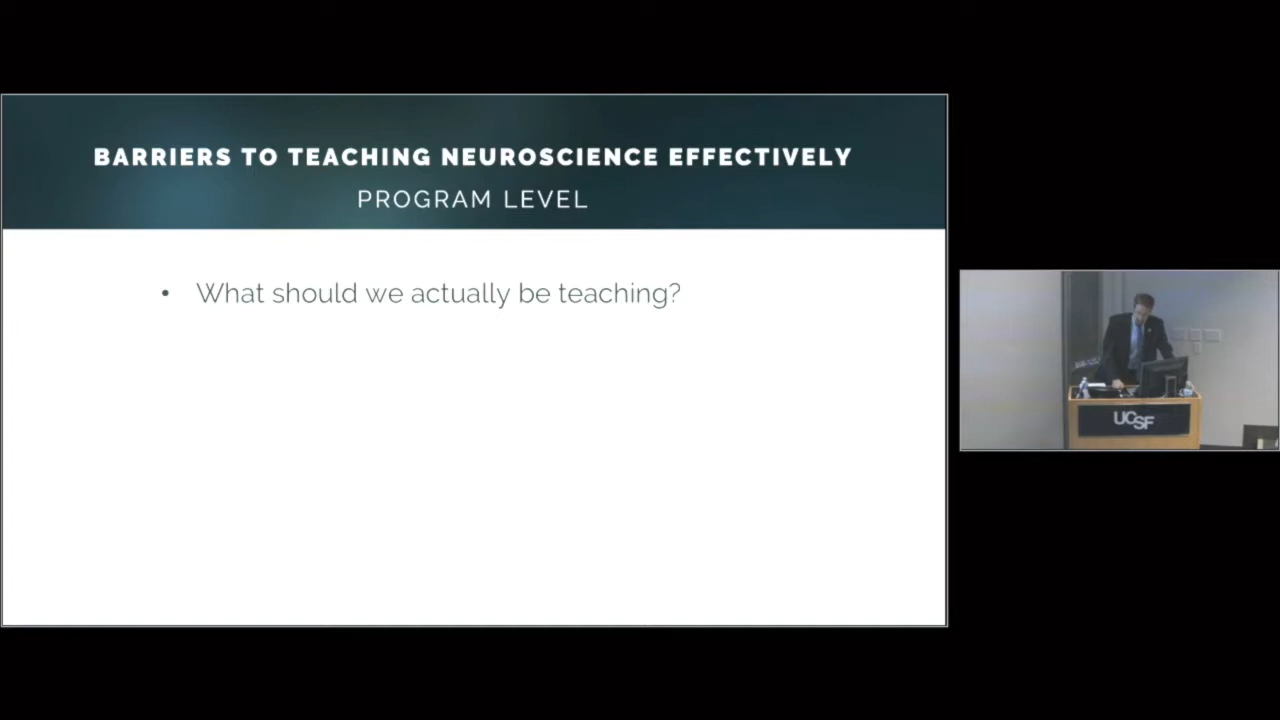 BARRIERS TO TEACHING NEUROSCIENCE EFFECTIVELY
PROGRAM LEVEL
• What should we actually be teaching?
UCSF